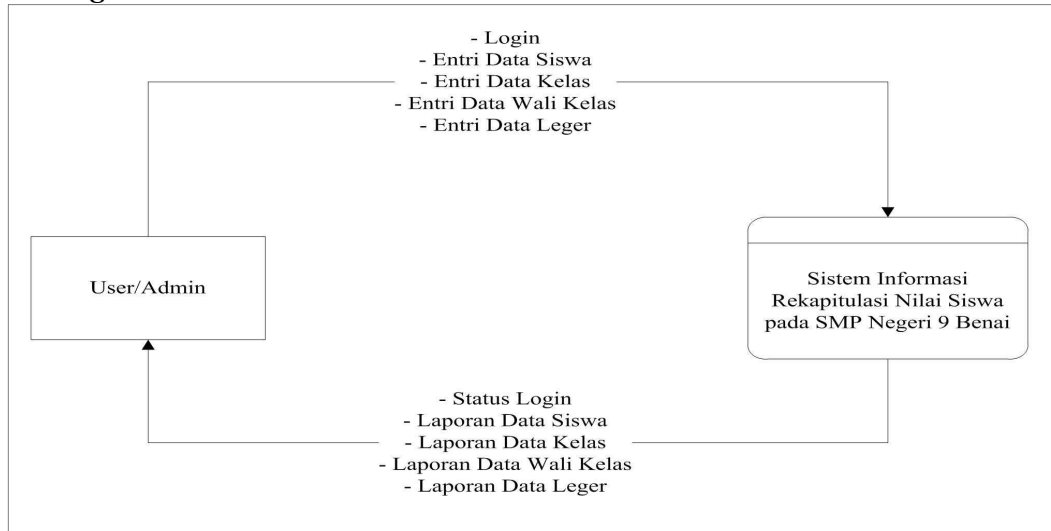 - Login
- Entri Data Siswa
- Entri Data Kelas
- Entri Data Wali Kelas
- Entri Data Leger
User/Admin
Sistem Informasi
Rekapitulasi Nilai Siswa
pada SMP Negeri 9 Benai
- Status Login
- Laporan Data Siswa
- Laporan Data Kelas
- Laporan Data Wali Kelas
- Laporan Data Leger